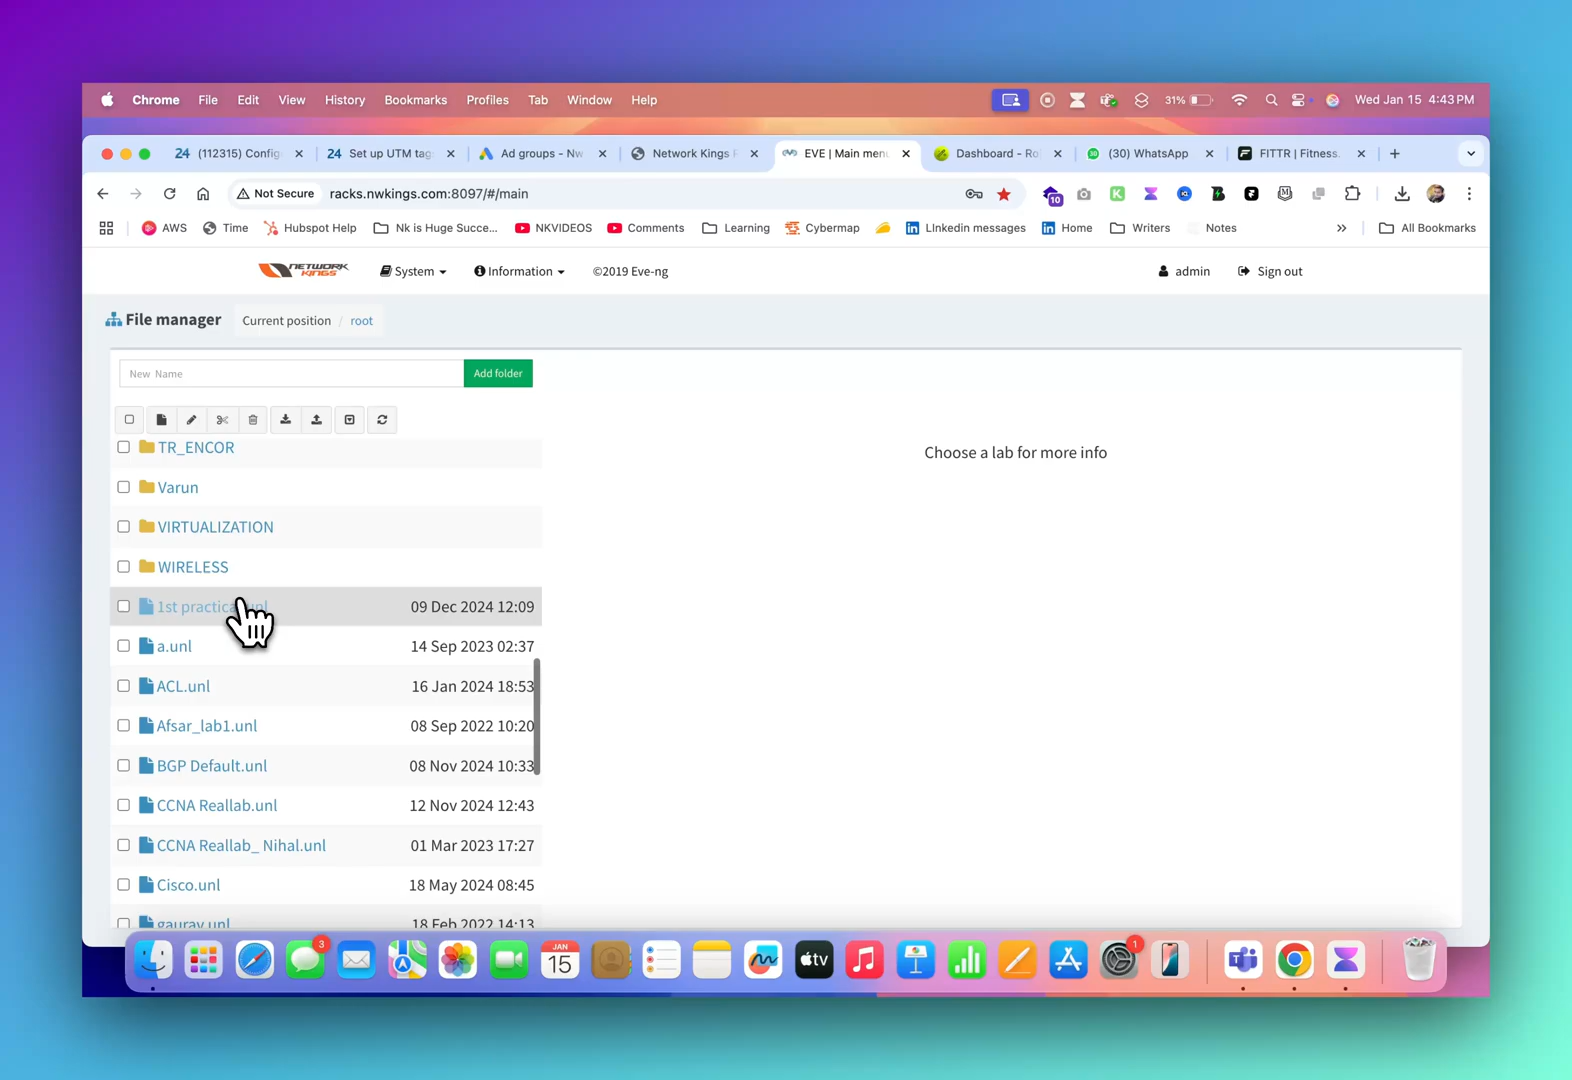 Chrome File Edit View History Bookmarks Profiles Tab Window Help 31% Wed Jan 15 4:43 PM
24 (112315) Config 24 Set up UTM tag Ad groups - Nw Network Kings EVE | Main menu Dashboard - Ro (30) WhatsApp FITTR | Fitness.
Not Secure racks.nwkings.com:8097/#/main 10
AWS Time Hubspot Help Nk is Huge Succe... NKVIDEOS Comments Learning Cybermap LInkedin messages Home Writers Notes » All Bookmarks
NETWORK KINGS System Information ©2019 Eve-ng admin Sign out
File manager Current position / root
New Name Add folder
TR_ENCOR
Choose a lab for more info
Varun
VIRTUALIZATION
WIRELESS
1st practical.unl 09 Dec 2024 12:09
a.unl 14 Sep 2023 02:37
ACL.unl 16 Jan 2024 18:53
Afsar_lab1.unl 08 Sep 2022 10:20
BGP Default.unl 08 Nov 2024 10:33
CCNA Reallab.unl 12 Nov 2024 12:43
CCNA Reallab_ Nihal.unl 01 Mar 2023 17:27
Cisco.unl 18 May 2024 08:45
gaurav.unl 18 Feb 2022 14:13
3 JAN 15 tv 1